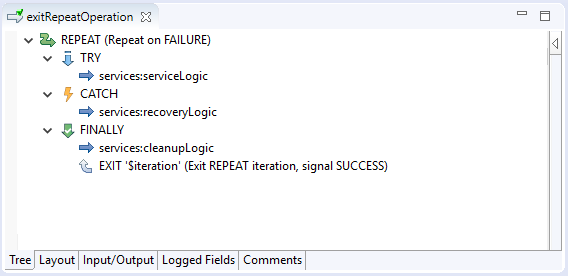 exitRepeatOperation
REPEAT (Repeat on FAILURE)
TRY
services:serviceLogic
CATCH
services:recoveryLogic
FINALLY
services:cleanupLogic
EXIT '$iteration' (Exit REPEAT iteration, signal SUCCESS)
Tree Layout Input/Output Logged Fields Comments